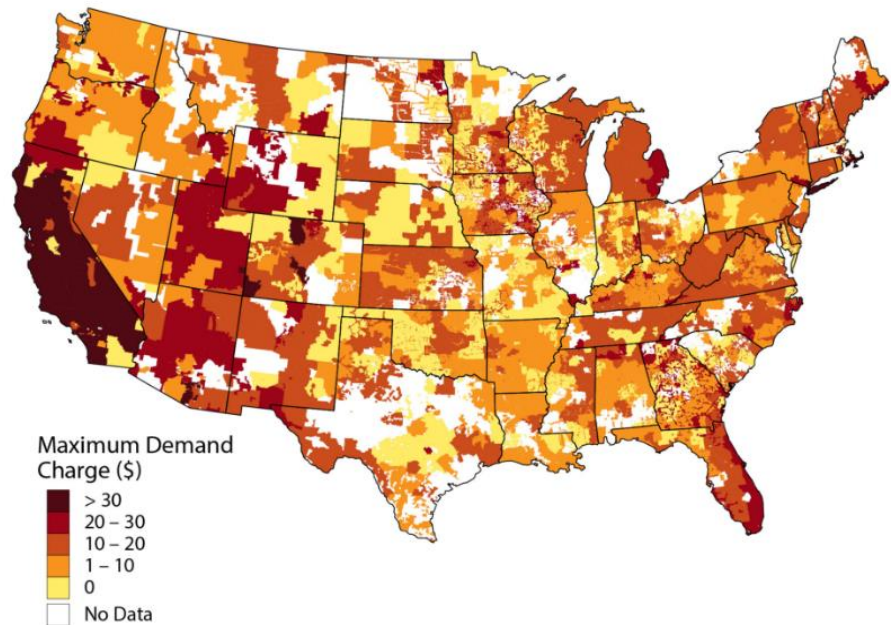 Maximum Demand
Charge ($)
> 30
20 – 30
10 – 20
1 – 10
0
No Data